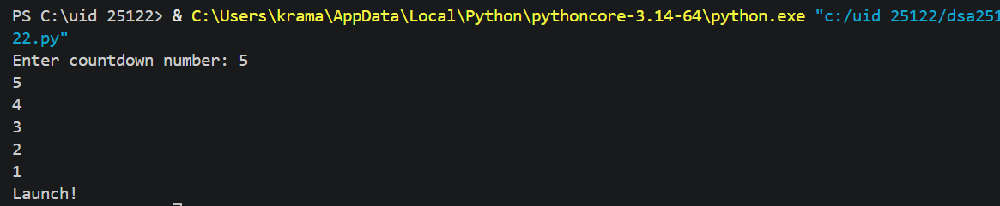 PS C:\uid 25122> & C:\Users\krama\AppData\Local\Python\pythoncore-3.14-64\python.exe "c:/uid 25122/dsa251
22.py"
Enter countdown number: 5
5
4
3
2
1
Launch!